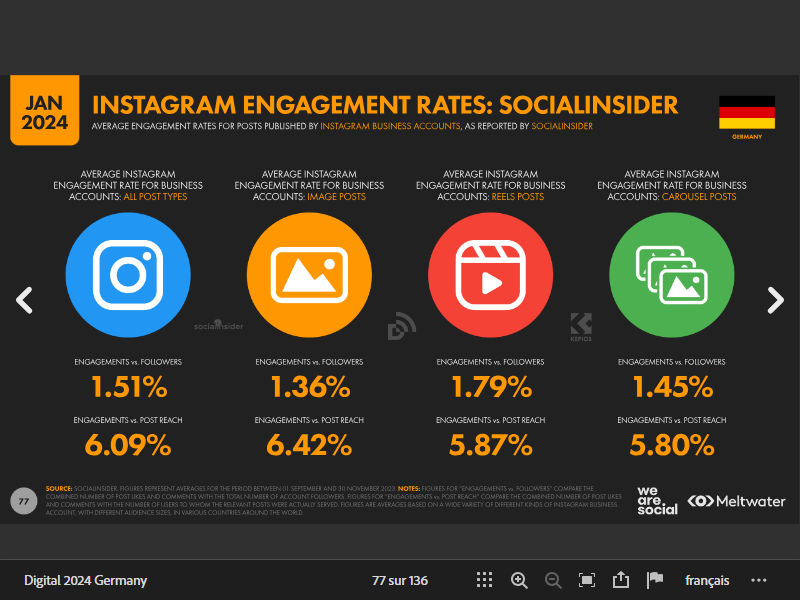 JAN
2024
INSTAGRAM ENGAGEMENT RATES: SOCIALINSIDER
AVERAGE ENGAGEMENT RATES FOR POSTS PUBLISHED BY INSTAGRAM BUSINESS ACCOUNTS, AS REPORTED BY SOCIALINSIDER
GERMANY
AVERAGE INSTAGRAM
ENGAGEMENT RATE FOR BUSINESS
ACCOUNTS: ALL POST TYPES
AVERAGE INSTAGRAM
ENGAGEMENT RATE FOR BUSINESS
ACCOUNTS: IMAGE POSTS
AVERAGE INSTAGRAM
ENGAGEMENT RATE FOR BUSINESS
ACCOUNTS: REELS POSTS
AVERAGE INSTAGRAM
ENGAGEMENT RATE FOR BUSINESS
ACCOUNTS: CAROUSEL POSTS
socialinsider
KEPIOS
ENGAGEMENTS vs. FOLLOWERS
1.51%
ENGAGEMENTS vs. POST REACH
6.09%
ENGAGEMENTS vs. FOLLOWERS
1.36%
ENGAGEMENTS vs. POST REACH
6.42%
ENGAGEMENTS vs. FOLLOWERS
1.79%
ENGAGEMENTS vs. POST REACH
5.87%
ENGAGEMENTS vs. FOLLOWERS
1.45%
ENGAGEMENTS vs. POST REACH
5.80%
77
SOURCE: SOCIALINSIDER. FIGURES REPRESENT AVERAGES FOR THE PERIOD BETWEEN 01 SEPTEMBER AND 30 NOVEMBER 2023. NOTES: FIGURES FOR "ENGAGEMENTS vs. FOLLOWERS" COMPARE THE
COMBINED NUMBER OF POST LIKES AND COMMENTS WITH THE TOTAL NUMBER OF ACCOUNT FOLLOWERS. FIGURES FOR "ENGAGEMENTS vs. POST REACH" COMPARE THE COMBINED NUMBER OF POST LIKES
AND COMMENTS WITH THE NUMBER OF USERS TO WHOM THE RELEVANT POSTS WERE ACTUALLY SERVED. FIGURES ARE AVERAGES BASED ON A WIDE VARIETY OF DIFFERENT KINDS OF INSTAGRAM BUSINESS
ACCOUNT, WITH DIFFERENT AUDIENCE SIZES, IN VARIOUS COUNTRIES AROUND THE WORLD.
we
are.
social
Meltwater
Digital 2024 Germany
77 sur 136
français